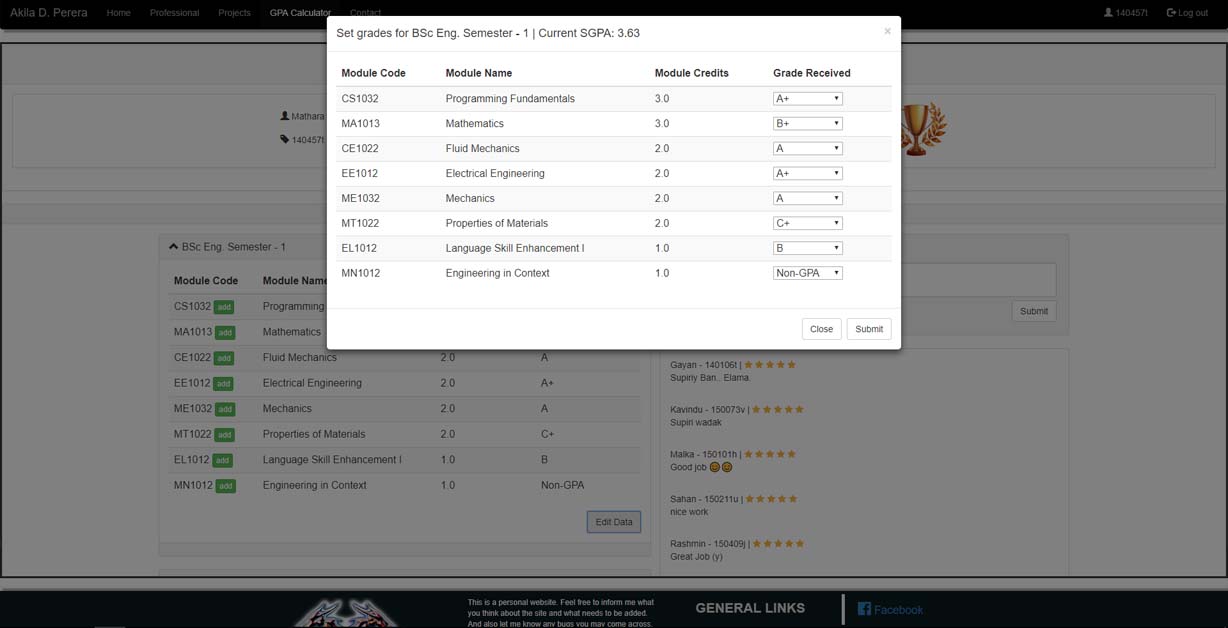 Akila D. Perera Home Professional Projects GPA Calculator Contact 140457t Log out
Set grades for BSc Eng. Semester - 1 | Current SGPA: 3.63 ×
Module Code Module Name Module Credits Grade Received
CS1032 Programming Fundamentals 3.0 A+
MA1013 Mathematics 3.0 B+
CE1022 Fluid Mechanics 2.0 A
EE1012 Electrical Engineering 2.0 A+
ME1032 Mechanics 2.0 A
MT1022 Properties of Materials 2.0 C+
EL1012 Language Skill Enhancement I 1.0 B
MN1012 Engineering in Context 1.0 Non-GPA
Close Submit
Mathara
140457t
BSc Eng. Semester - 1
Module Code Module Name
CS1032 add Programming
MA1013 add Mathematics
CE1022 add Fluid Mechanics 2.0 A
EE1012 add Electrical Engineering 2.0 A+
ME1032 add Mechanics 2.0 A
MT1022 add Properties of Materials 2.0 C+
EL1012 add Language Skill Enhancement I 1.0 B
MN1012 add Engineering in Context 1.0 Non-GPA
Edit Data
Submit
Gayan - 140106t |
Supiriy Ban.. Elama.
Kavindu - 150073v |
Supiri wadak
Malka - 150101h |
Good job
Sahan - 150211u |
nice work
Rashmin - 150409j |
Great Job (y)
This is a personal website. Feel free to inform me what
you think about the site and what needs to be added.
And also let me know any bugs you may come across.
GENERAL LINKS
Facebook